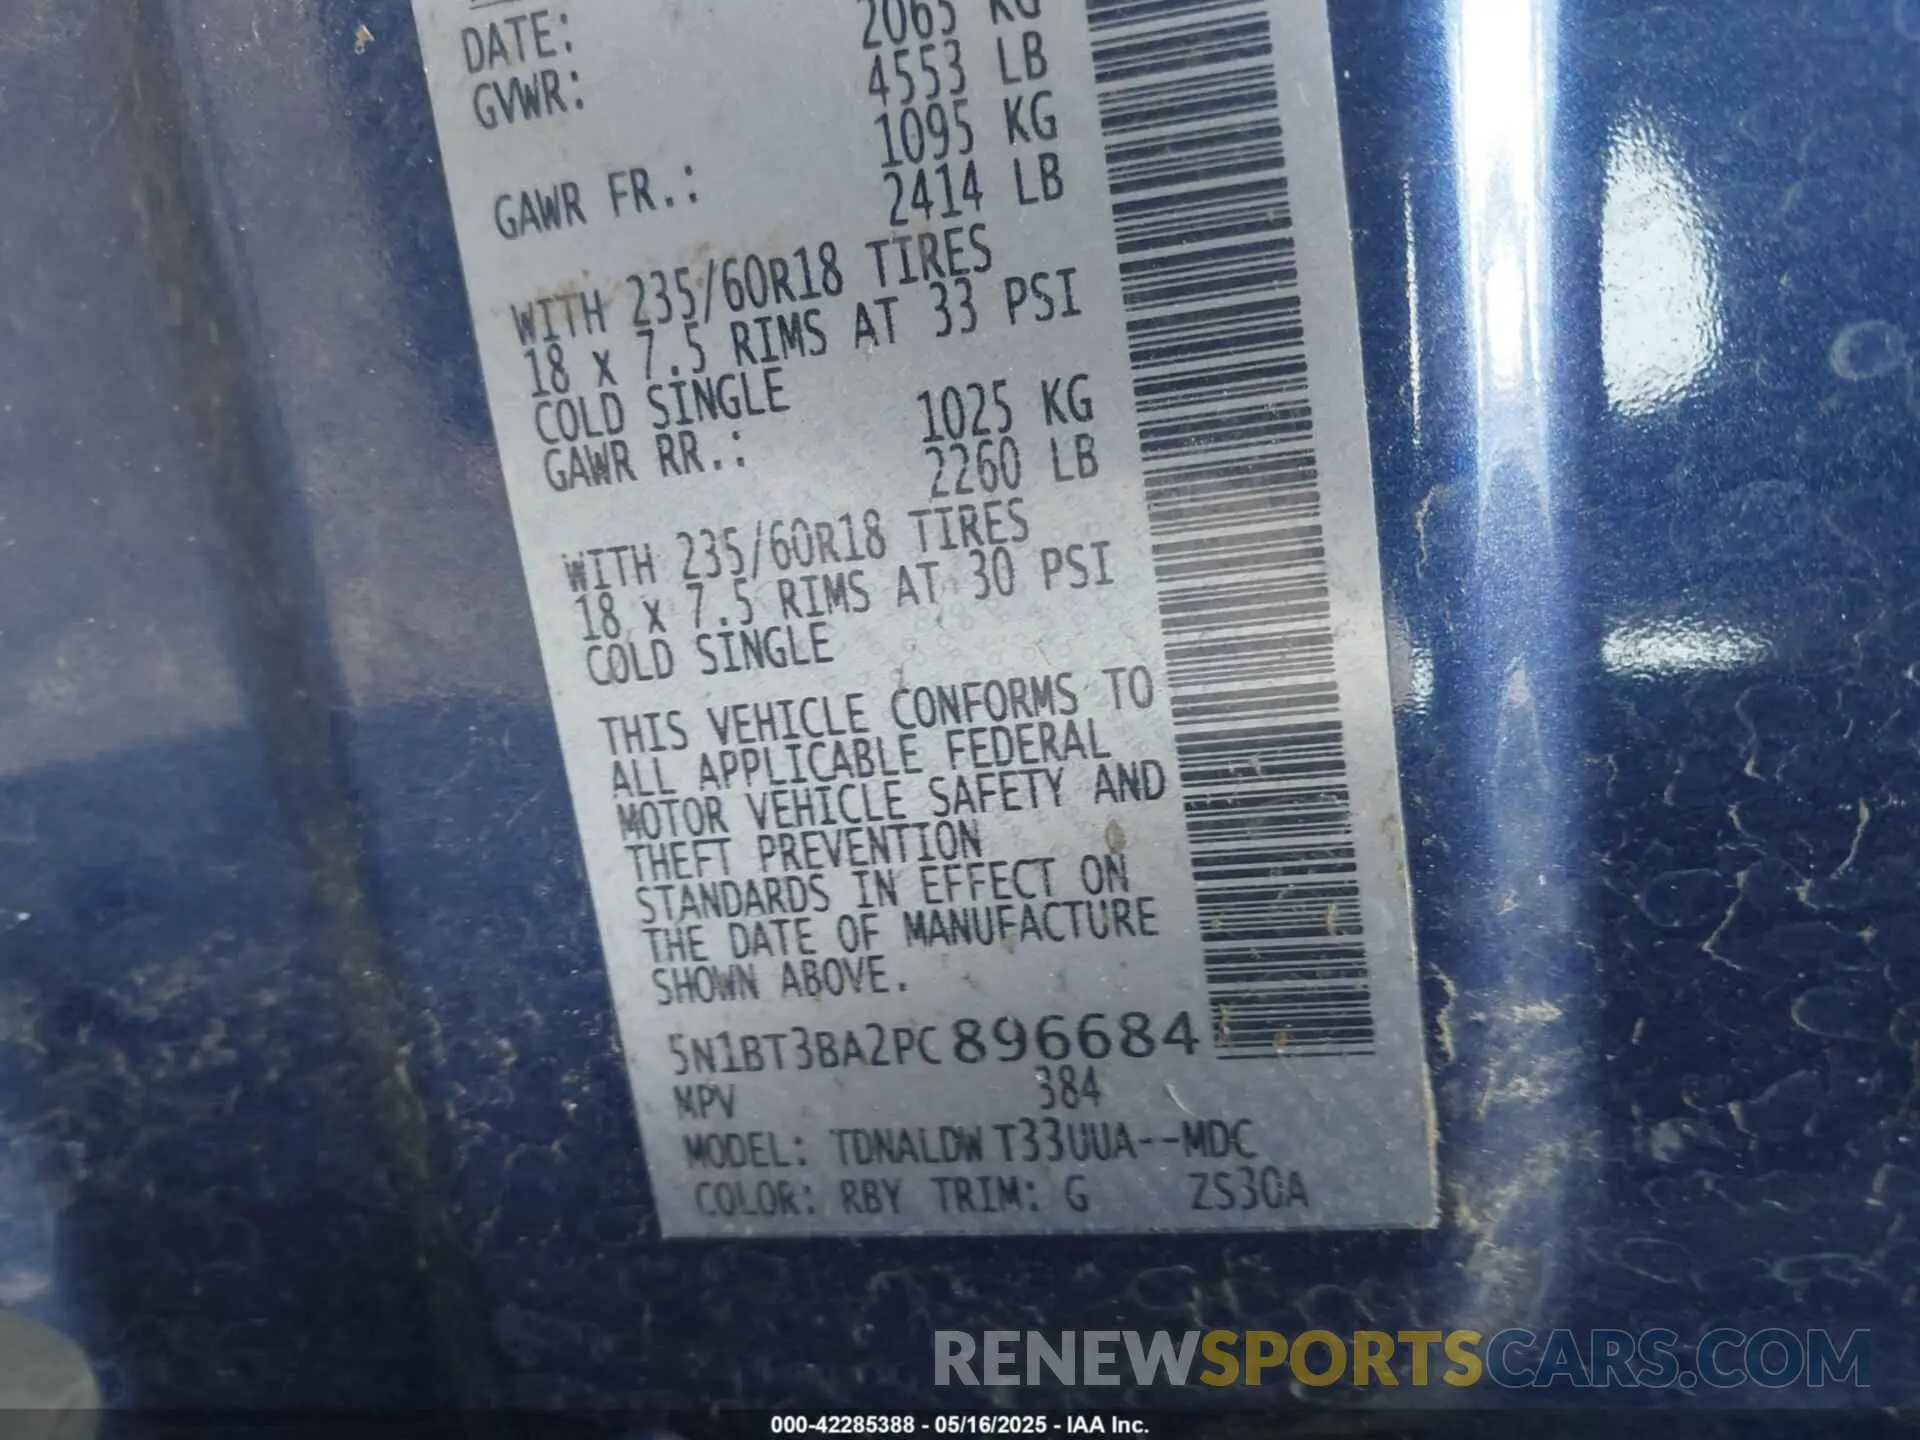 DATE:
2065 KG
GVWR:
4553 LB
1095 KG
GAWR FR.:
2414 LB
WITH 235/60R18 TIRES
18 x 7.5 RIMS AT 33 PSI
COLD SINGLE
1025 KG
GAWR RR.:
2260 LB
WITH 235/60R18 TIRES
18 x 7.5 RIMS AT 30 PSI
COLD SINGLE
THIS VEHICLE CONFORMS TO
ALL APPLICABLE FEDERAL
MOTOR VEHICLE SAFETY AND
THEFT PREVENTION
STANDARDS IN EFFECT ON
THE DATE OF MANUFACTURE
SHOWN ABOVE.
5N1BT3BA2PC896684
MPV 384
MODEL: TDNALDW T33UUA--MDC
COLOR: RBY TRIM: G ZS30A
RENEWSPORTSCARS.COM
000-42285388 - 05/16/2025 - IAA Inc.